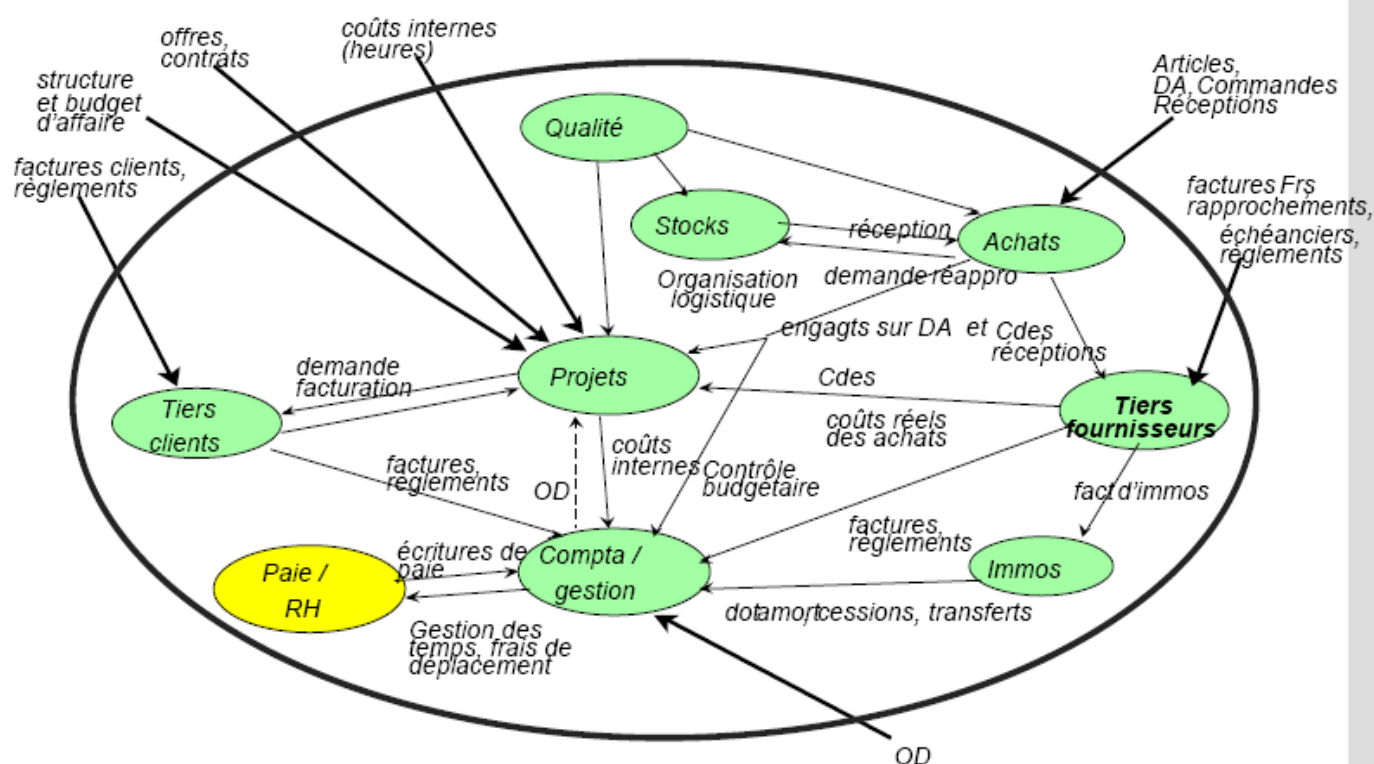 offres,
contrats
coûts internes
(heures)
structure
et budget
d'affaire
Articles,
DA, Commandes
Réceptions
factures clients,
règlements
factures Frs
rapprochements,
échéanciers,
règlements
Qualité
Stocks
réception
Achats
Organisation
logistique
demande réappro
engagts sur DA et Cdes
réceptions
demande
facturation
Projets
Cdes
Tiers
clients
coûts réels
des achats
Tiers
fournisseurs
factures,
règlements
OD
coûts
internes
Contrôle
budgétaire
fact d'immos
factures,
règlements
écritures de
paie
Compta /
gestion
Paie /
RH
Immos
dotamort, cessions, transferts
Gestion des
temps, frais de
déplacement
OD